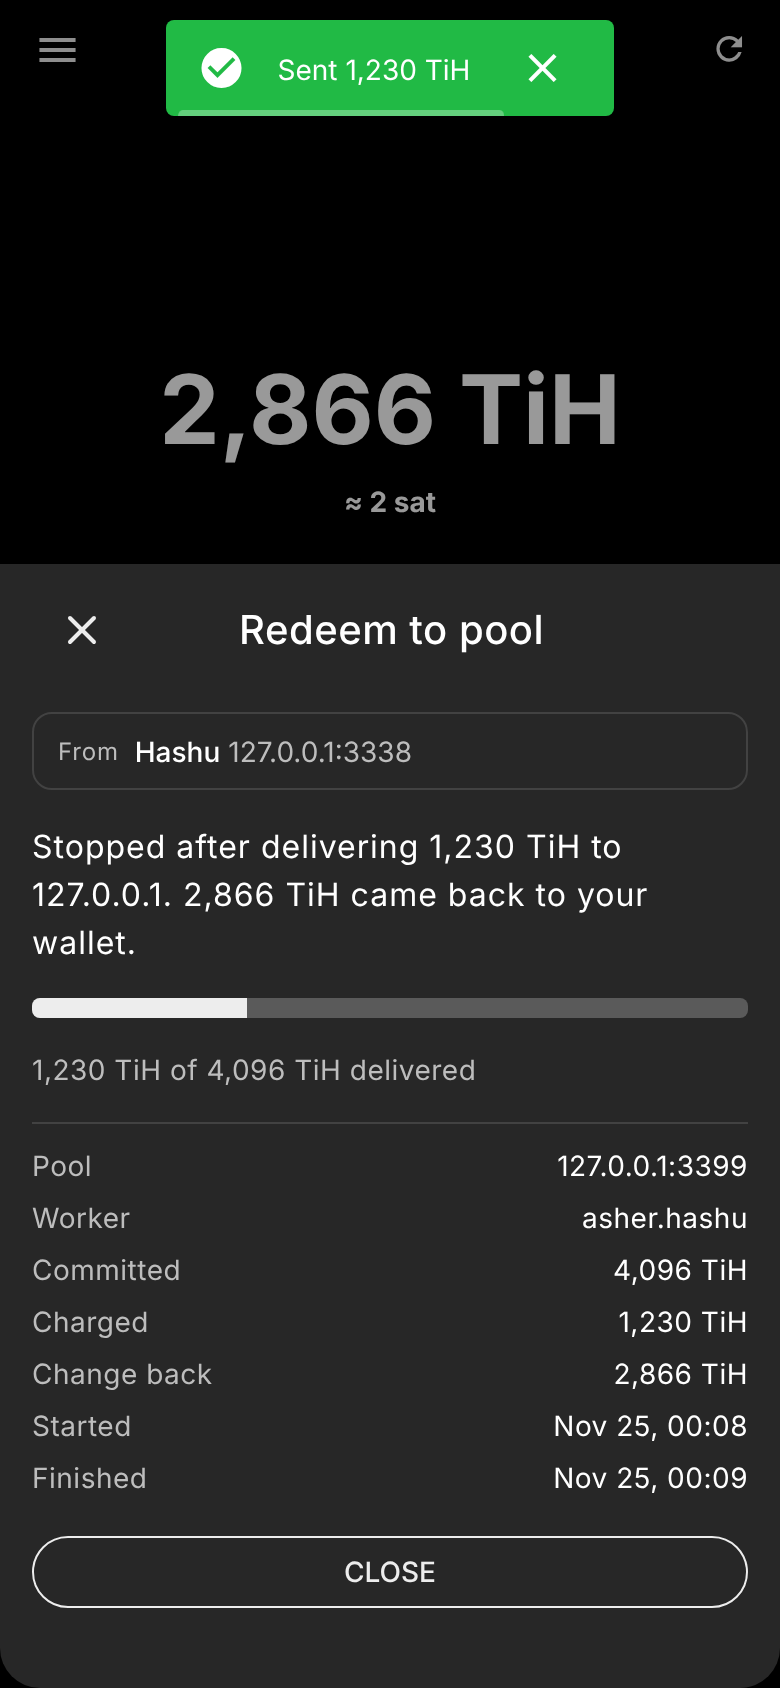 Sent 1,230 TiH
2,866 TiH
≈ 2 sat
Redeem to pool
From Hashu 127.0.0.1:3338
Stopped after delivering 1,230 TiH to
127.0.0.1. 2,866 TiH came back to your
wallet.
1,230 TiH of 4,096 TiH delivered
Pool 127.0.0.1:3399
Worker asher.hashu
Committed 4,096 TiH
Charged 1,230 TiH
Change back 2,866 TiH
Started Nov 25, 00:08
Finished Nov 25, 00:09
CLOSE